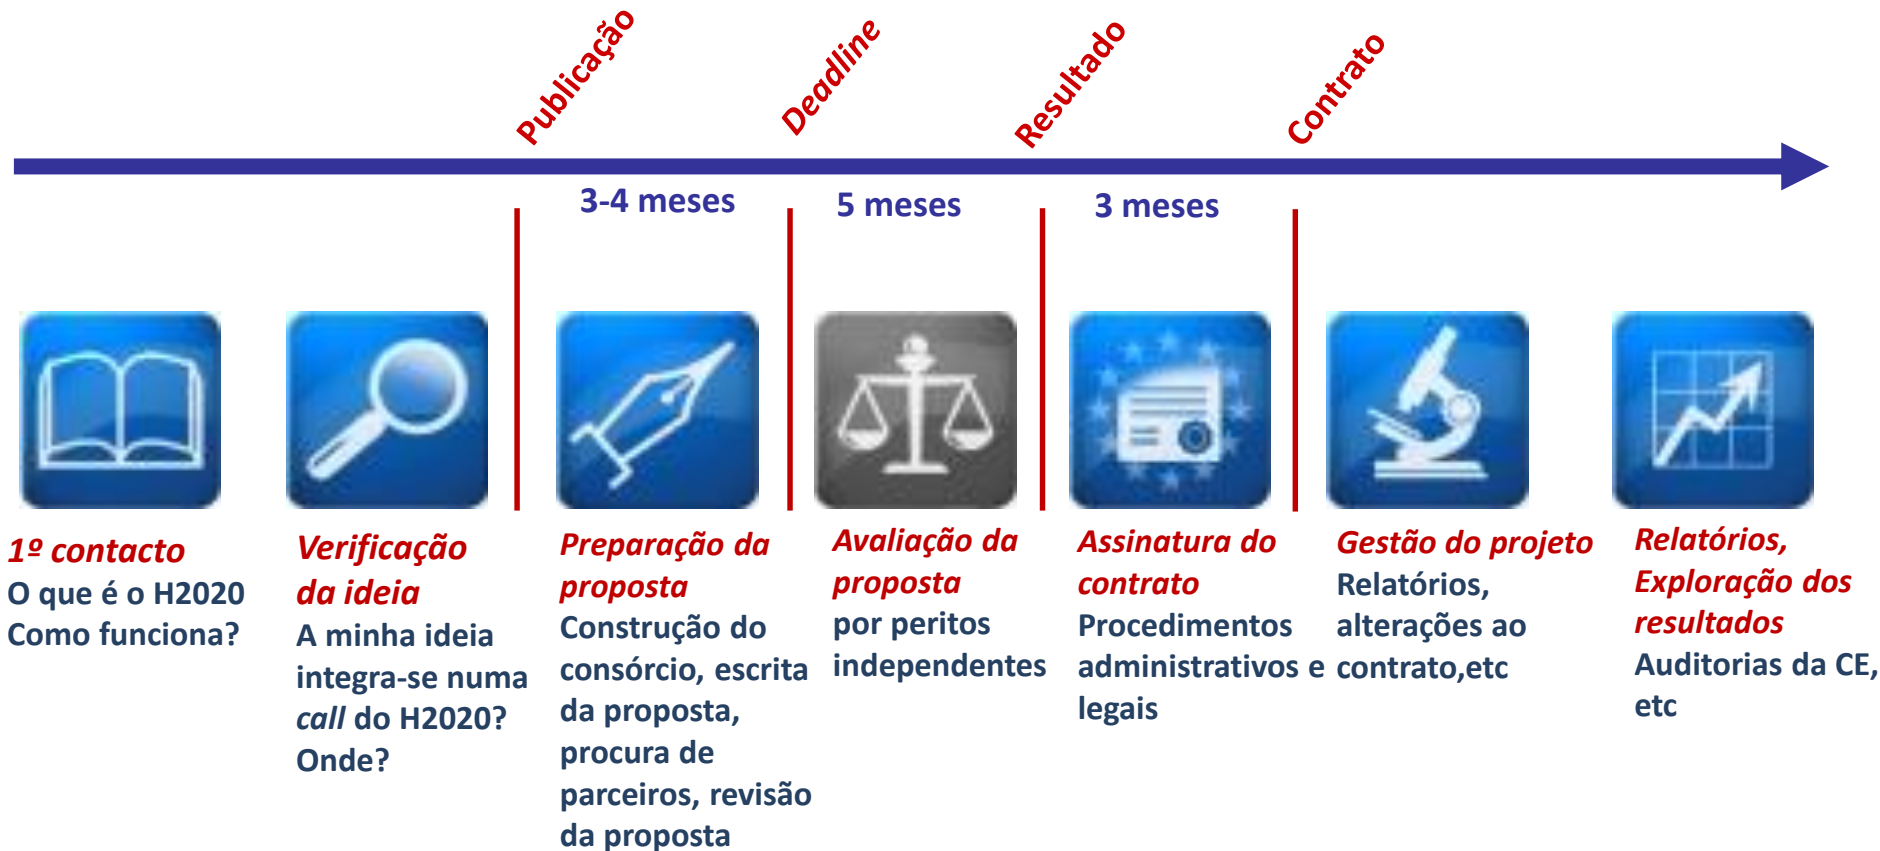 Publicação
Deadline
Resultado
Contrato
3-4 meses
5 meses
3 meses
1º contacto
O que é o H2020
Como funciona?
Verificação
da ideia
A minha ideia
integra-se numa
call do H2020?
Onde?
Preparação da
proposta
Construção do
consórcio, escrita
da proposta,
procura de
parceiros, revisão
da proposta
Avaliação da
proposta
por peritos
independentes
Assinatura do
contrato
Procedimentos
administrativos e
legais
Gestão do projeto
Relatórios,
alterações ao
contrato,etc
Relatórios,
Exploração dos
resultados
Auditorias da CE,
etc